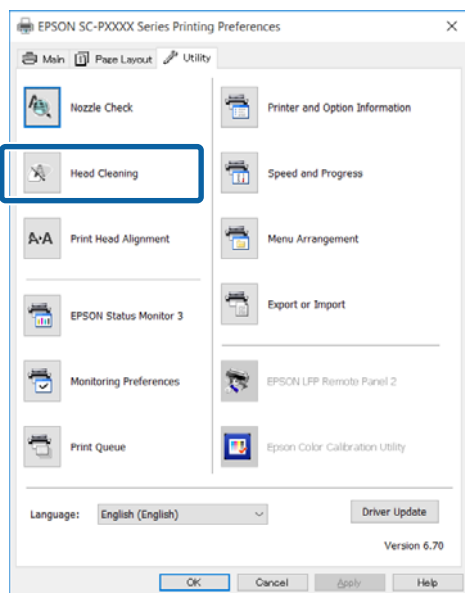 EPSON SC-PXXXX Series Printing Preferences
Main Page Layout Utility
Nozzle Check
Head Cleaning
A·A Print Head Alignment
EPSON Status Monitor 3
Monitoring Preferences
Print Queue
Printer and Option Information
Speed and Progress
Menu Arrangement
Export or Import
EPSON LFP Remote Panel 2
Epson Color Calibration Utility
Language: English (English)
Driver Update
Version 6.70
OK Cancel Apply Help